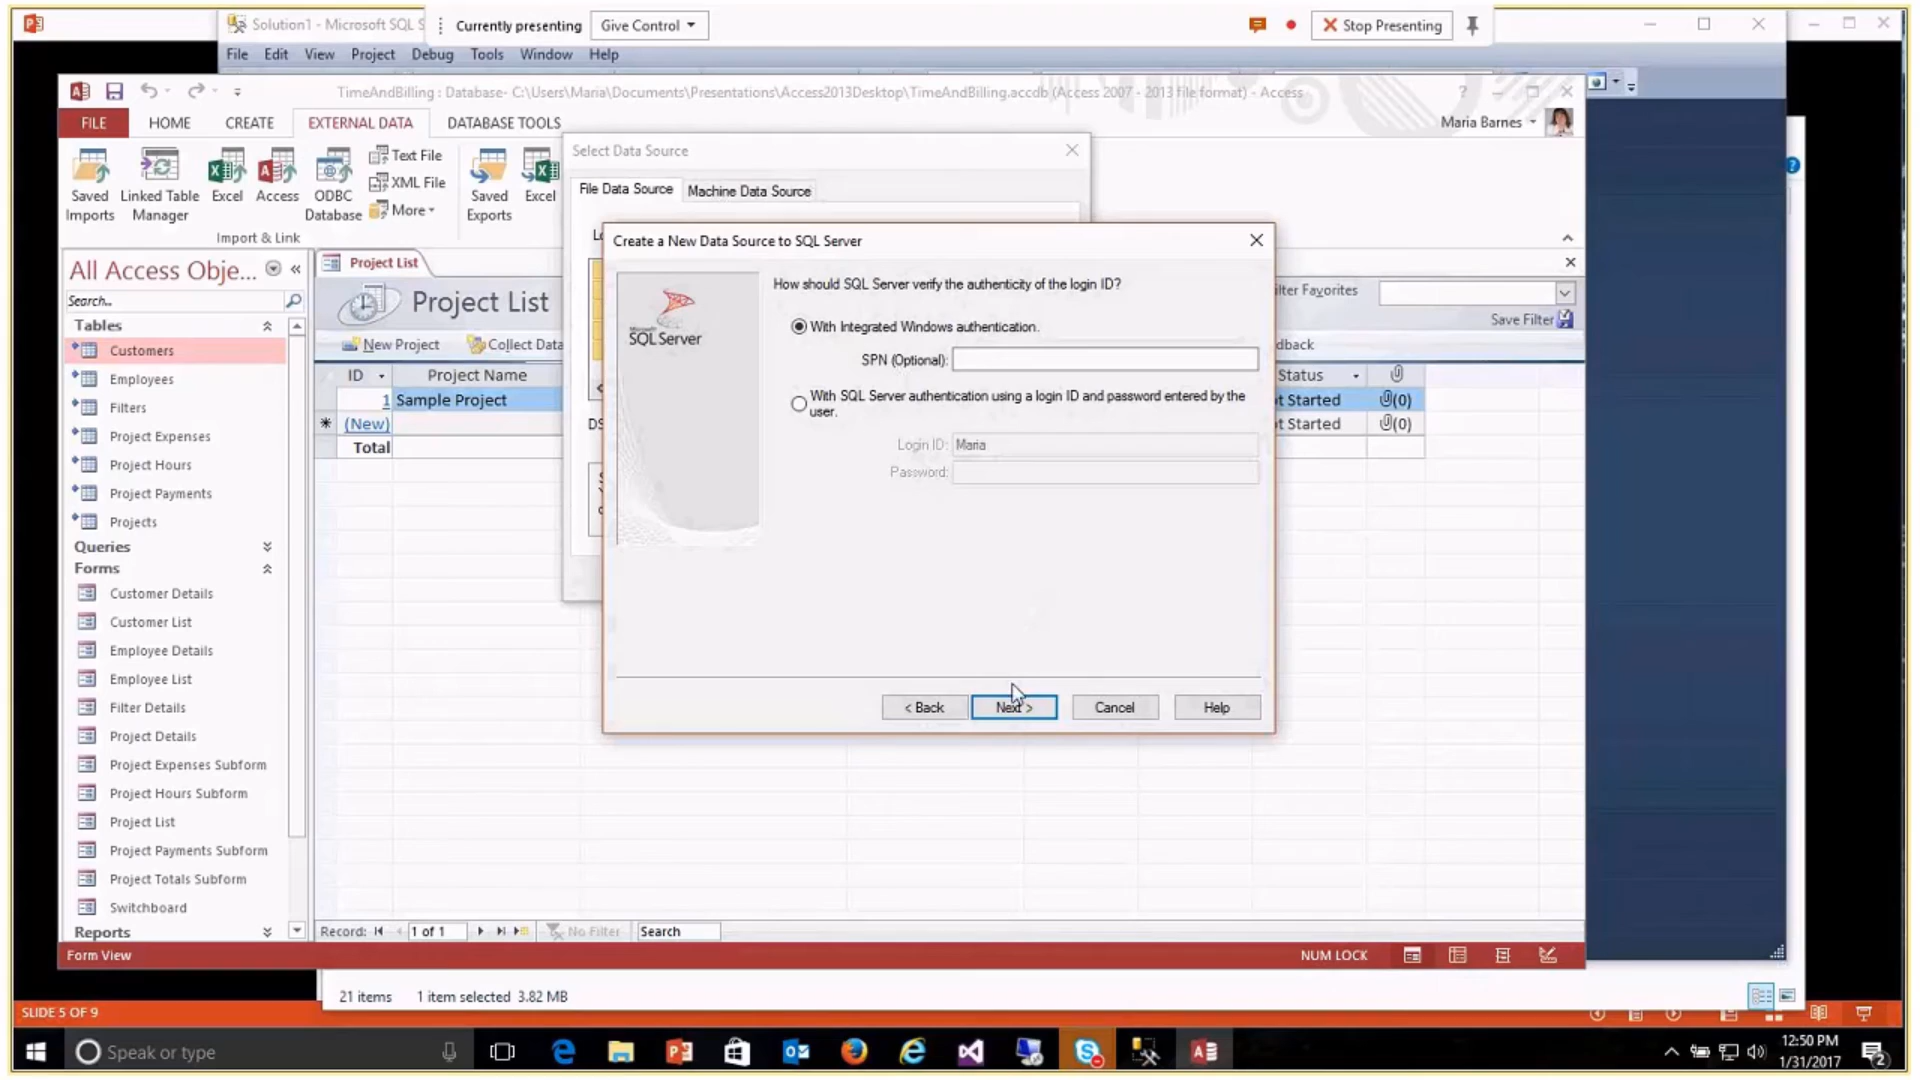 Solution1 - Microsoft SQL S
Currently presenting
Give Control
Stop Presenting
File Edit View Project Debug Tools Window Help
TimeAndBilling : Database- C:\Users\Maria\Documents\Presentations\Access2013Desktop\TimeAndBilling.accdb (Access 2007 - 2013 file format) - Access
FILE HOME CREATE EXTERNAL DATA DATABASE TOOLS
Maria Barnes
Saved Imports
Linked Table Manager
Excel
Access
ODBC Database
Text File
XML File
More
Saved Exports
Excel
Import & Link
Select Data Source
File Data Source
Machine Data Source
Create a New Data Source to SQL Server
Microsoft
SQL Server
How should SQL Server verify the authenticity of the login ID?
With Integrated Windows authentication.
SPN (Optional):
With SQL Server authentication using a login ID and password entered by the
user.
Login ID: Maria
Password:
< Back
Next >
Cancel
Help
All Access Obje...
Search..
Tables
Customers
Employees
Filters
Project Expenses
Project Hours
Project Payments
Projects
Queries
Forms
Customer Details
Customer List
Employee Details
Employee List
Filter Details
Project Details
Project Expenses Subform
Project Hours Subform
Project List
Project Payments Subform
Project Totals Subform
Switchboard
Reports
Project List
Project List
ilter Favorites
Save Filter
New Project
Collect Data
dback
ID Project Name Status
1 Sample Project t Started (0)
(New) t Started (0)
Total
Record: 1 of 1 No Filter Search
Form View
NUM LOCK
21 items 1 item selected 3.82 MB
SLIDE 5 OF 9
Speak or type
12:50 PM
1/31/2017
2